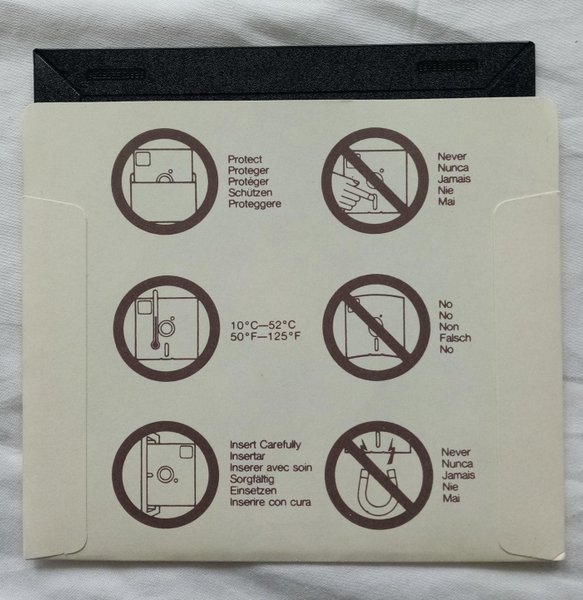 Protect
Proteger
Protéger
Schützen
Proteggere
Never
Nunca
Jamais
Nie
Mai
10°C—52°C
50°F—125°F
No
No
Non
Falsch
No
Insert Carefully
Insertar
Inserer avec soin
Sorgfältig
Einsetzen
Inserire con cura
Never
Nunca
Jamais
Nie
Mai